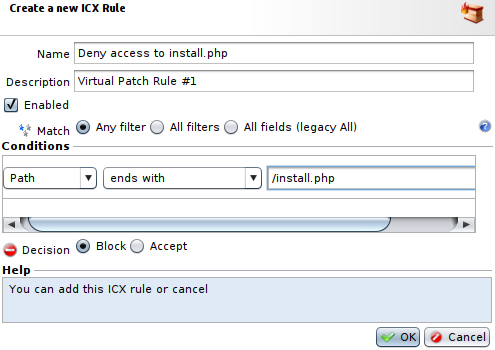 Create a new ICX Rule
Name Deny access to install.php
Description Virtual Patch Rule #1
Enabled
Match Any filter All filters All fields (legacy All)
Conditions
Path ends with /install.php
Decision Block Accept
Help
You can add this ICX rule or cancel
OK Cancel